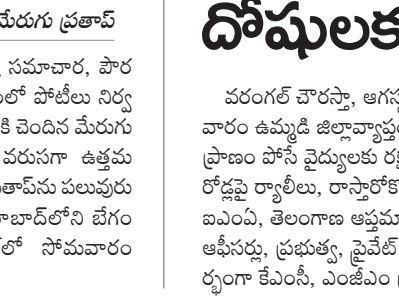 మేరుగు ప్రతాప్
సమాచార, పౌర
లో పోటీలు నిర్వ
కి చెందిన మేరుగు
వరుసగా ఉత్తమ
తాప్‌ను పలువురు
బాద్‌లోని బేగం
లో సోమవారం
దోషులక
వరంగల్ చౌరస్తా, ఆగస్ట
వారం ఉమ్మడి జిల్లావ్యాప్తం
ప్రాణం పోసే వైద్యులకు రక్ష
రోడ్లపై ర్యాలీలు, రాస్తారోకో
ఐఎంఏ, తెలంగాణ ఆప్తమా
ఆఫీసర్లు, ప్రభుత్వ, ప్రైవేట్
ర్భంగా కేఎంసీ, ఎంజీఎం